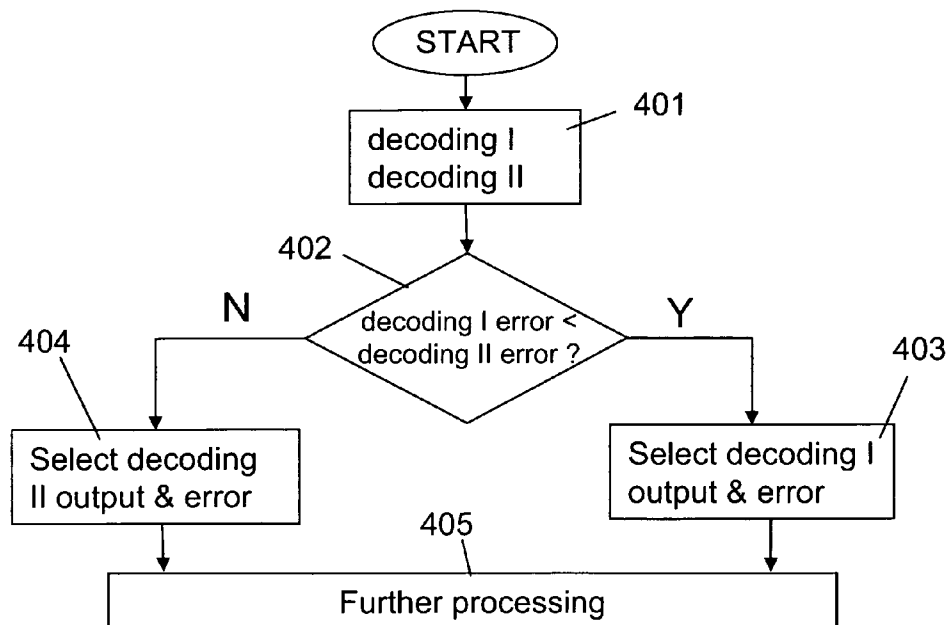 START
401
decoding I
decoding II
402
N
decoding I error <
decoding II error ?
Y
404
403
Select decoding
II output & error
Select decoding I
output & error
405
Further processing